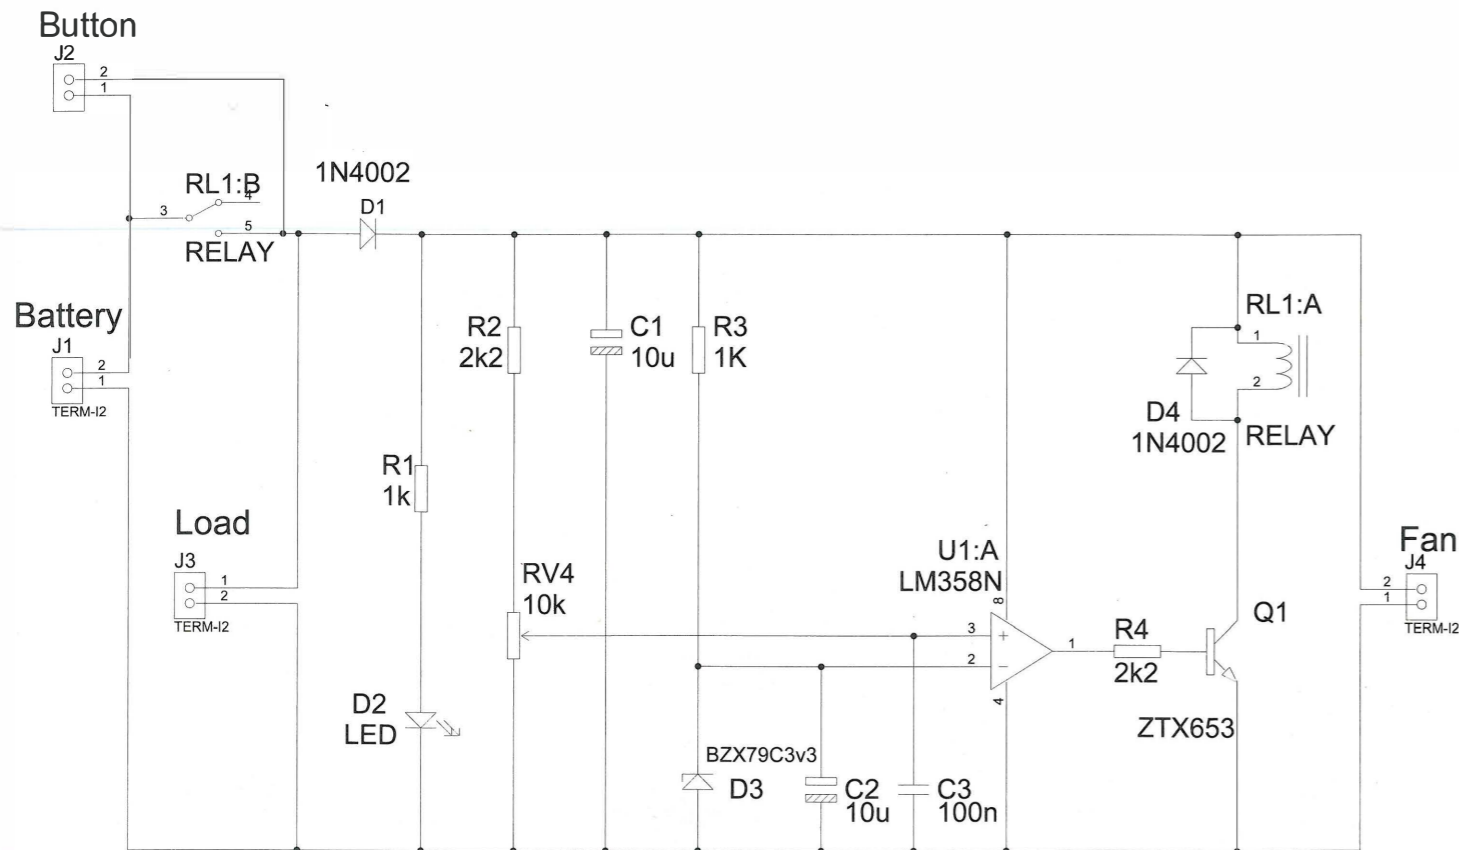 Button
J2
2
1
RL1:B
4
3
5
RELAY
1N4002
D1
Battery
J1
2
1
TERM-I2
R2
2k2
C1
10u
R3
1K
RL1:A
1
2
D4
1N4002
RELAY
R1
1k
Load
J3
1
2
TERM-I2
RV4
10k
U1:A
LM358N
8
3
+
2
−
4
1
R4
2k2
Q1
ZTX653
Fan
J4
2
1
TERM-I2
D2
LED
BZX79C3v3
D3
C2
10u
C3
100n